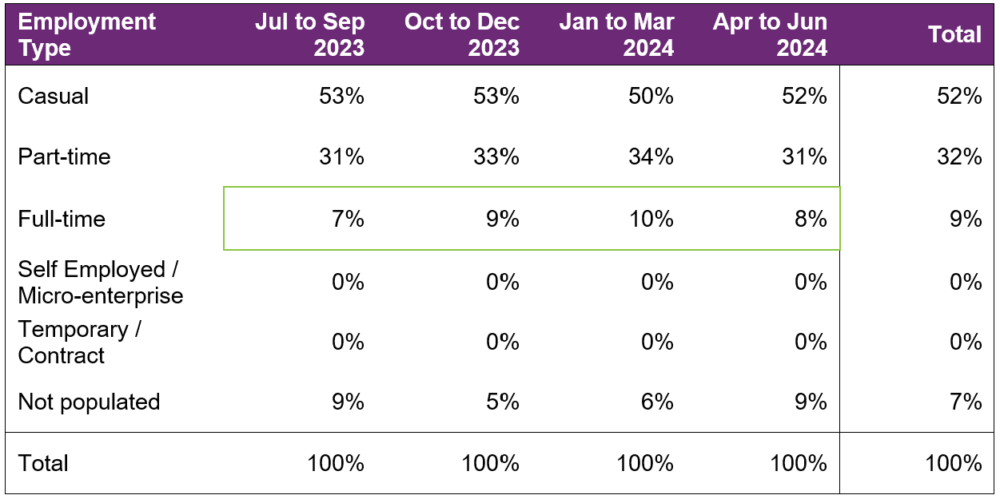 Employment Type Jul to Sep 2023 Oct to Dec 2023 Jan to Mar 2024 Apr to Jun 2024 Total
Casual 53% 53% 50% 52% 52%
Part-time 31% 33% 34% 31% 32%
Full-time 7% 9% 10% 8% 9%
Self Employed / Micro-enterprise 0% 0% 0% 0% 0%
Temporary / Contract 0% 0% 0% 0% 0%
Not populated 9% 5% 6% 9% 7%
Total 100% 100% 100% 100% 100%